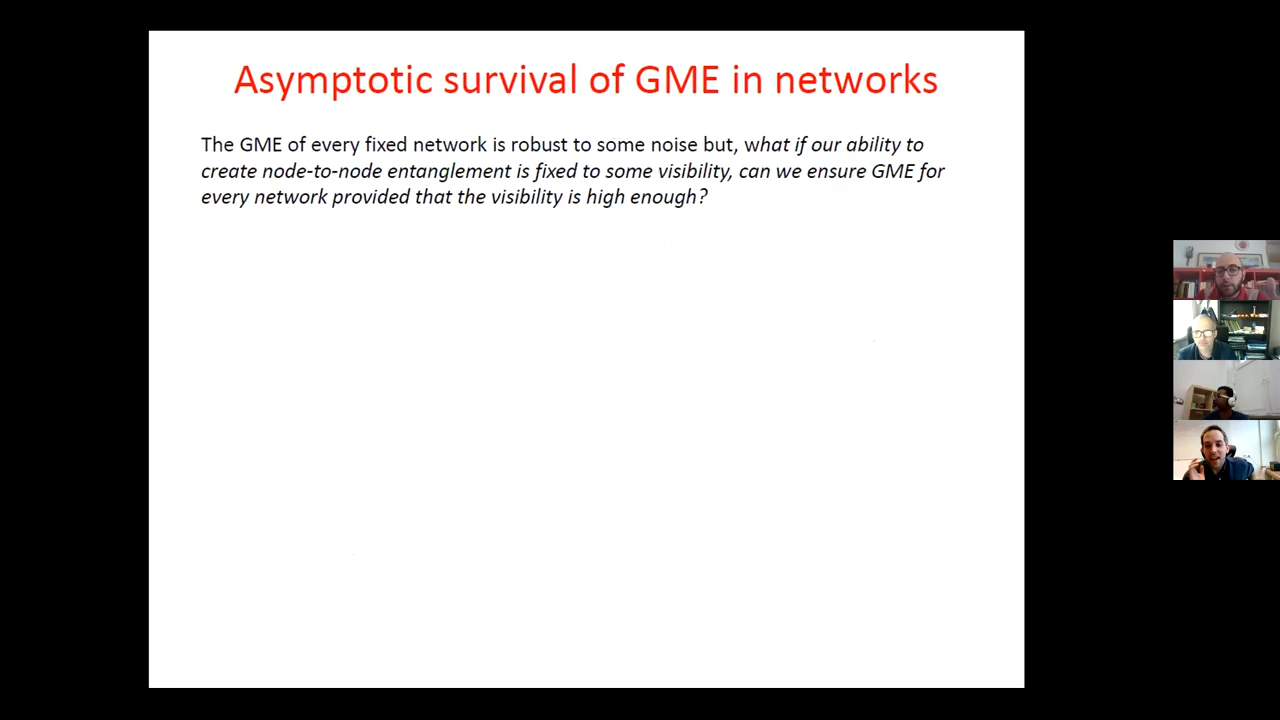 Asymptotic survival of GME in networks
The GME of every fixed network is robust to some noise but, what if our ability to
create node-to-node entanglement is fixed to some visibility, can we ensure GME for
every network provided that the visibility is high enough?